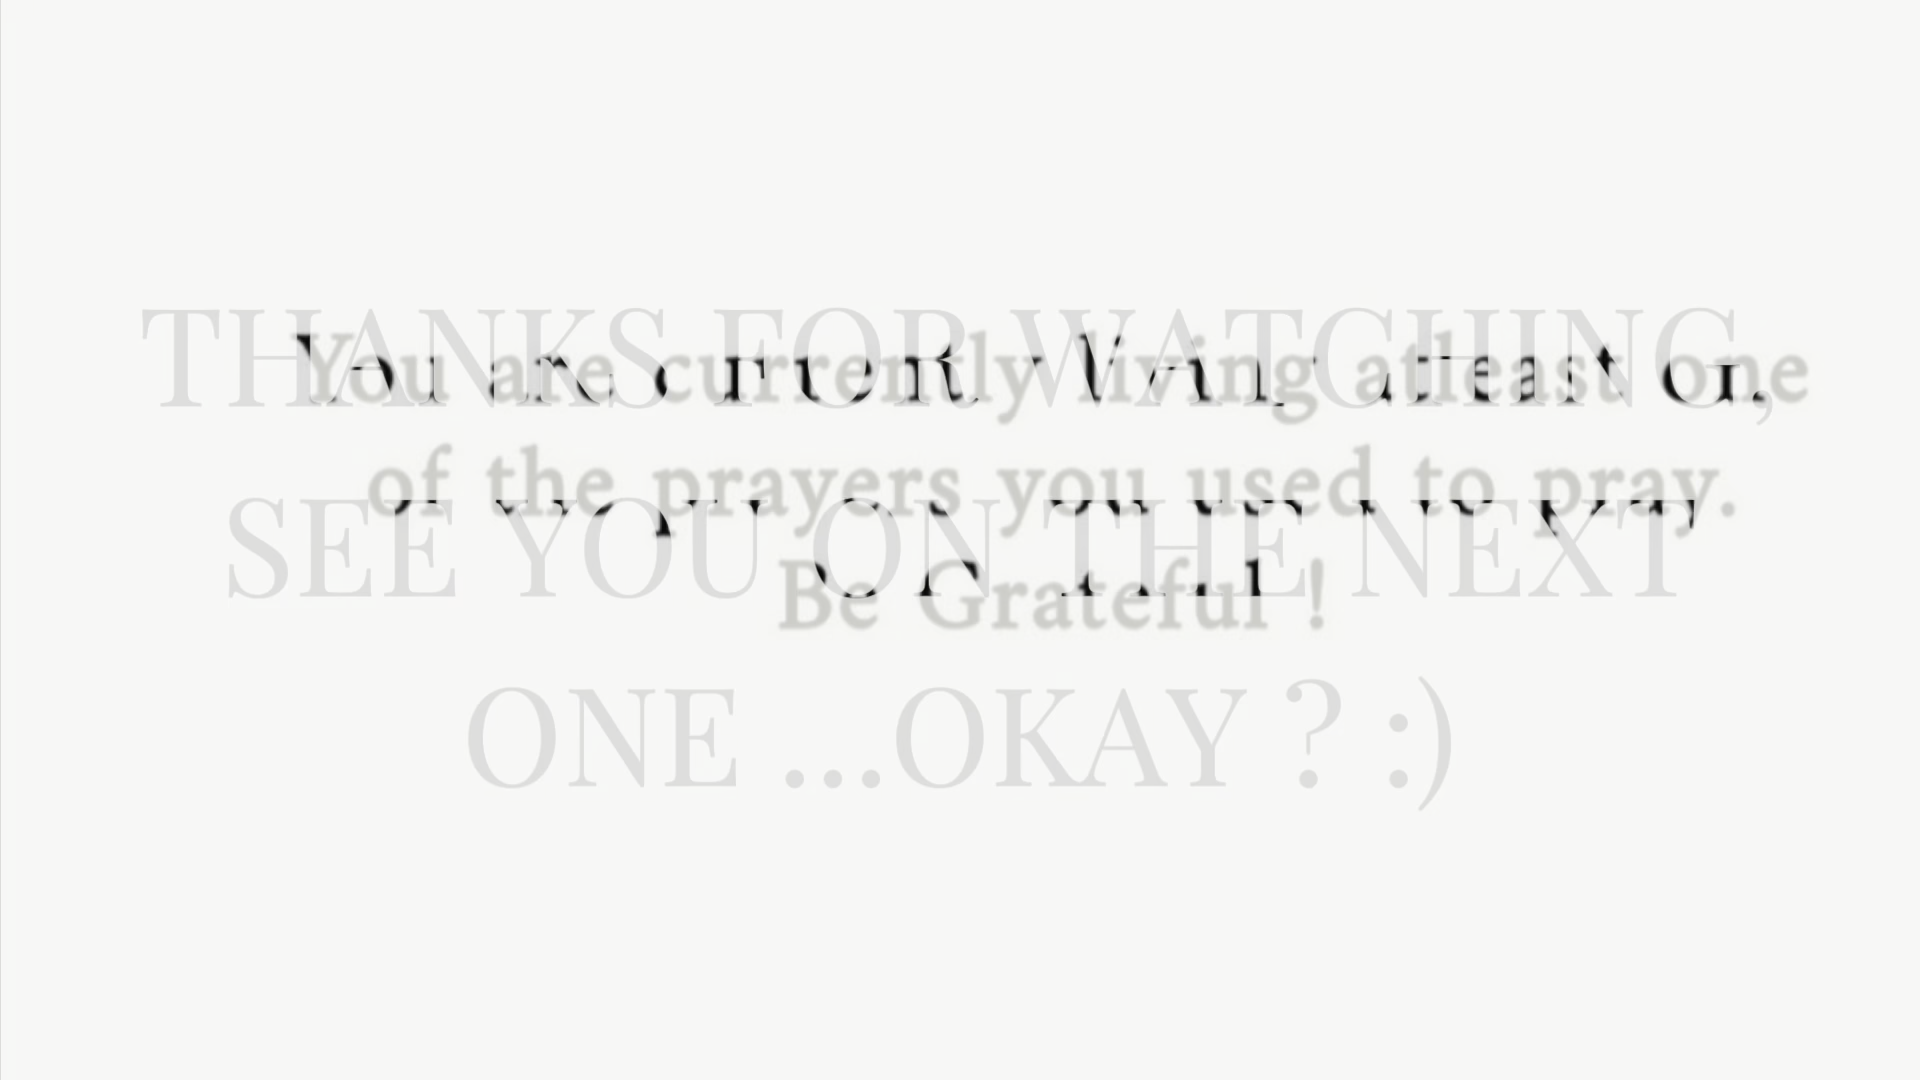 THANKS FOR WATCHING,
You are currently living atleast one
of the prayers you used to pray.
SEE YOU ON THE NEXT
Be Grateful !
ONE ...OKAY ? :)